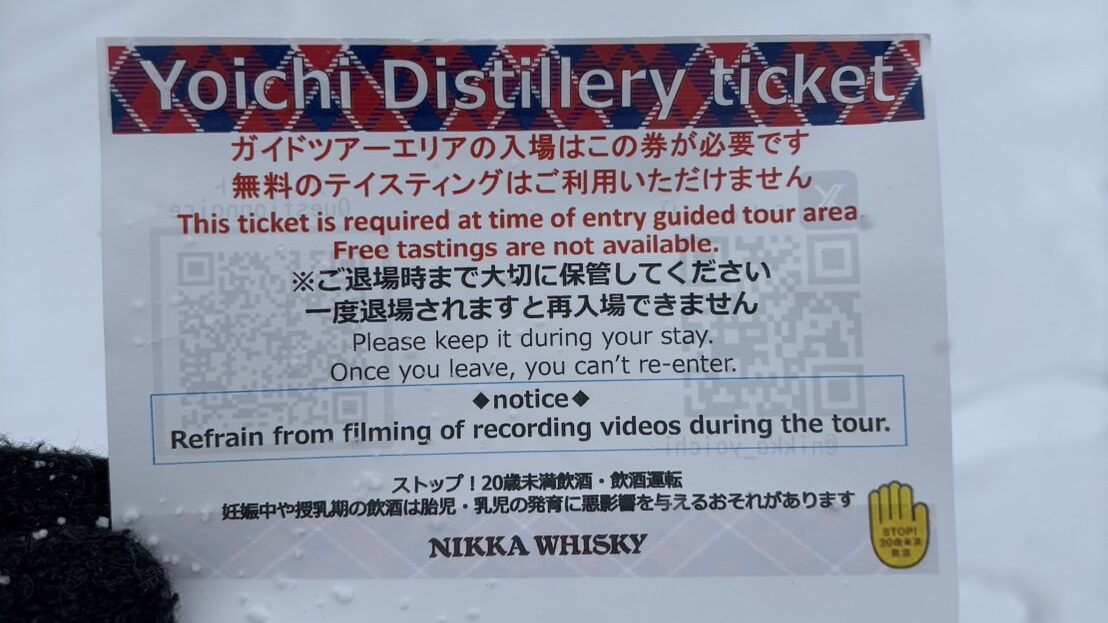 Yoichi Distillery ticket
ガイドツアーエリアの入場はこの券が必要です
無料のテイスティングはご利用いただけません
This ticket is required at time of entry guided tour area.
Free tastings are not available.
※ご退場時まで大切に保管してください
一度退場されますと再入場できません
Please keep it during your stay.
Once you leave, you can't re-enter.
◆notice◆
Refrain from filming of recording videos during the tour.
ストップ！20歳未満飲酒・飲酒運転
妊娠中や授乳期の飲酒は胎児・乳児の発育に悪影響を与えるおそれがあります
STOP!
20歳未満
飲酒
NIKKA WHISKY
@nikka_yoichi